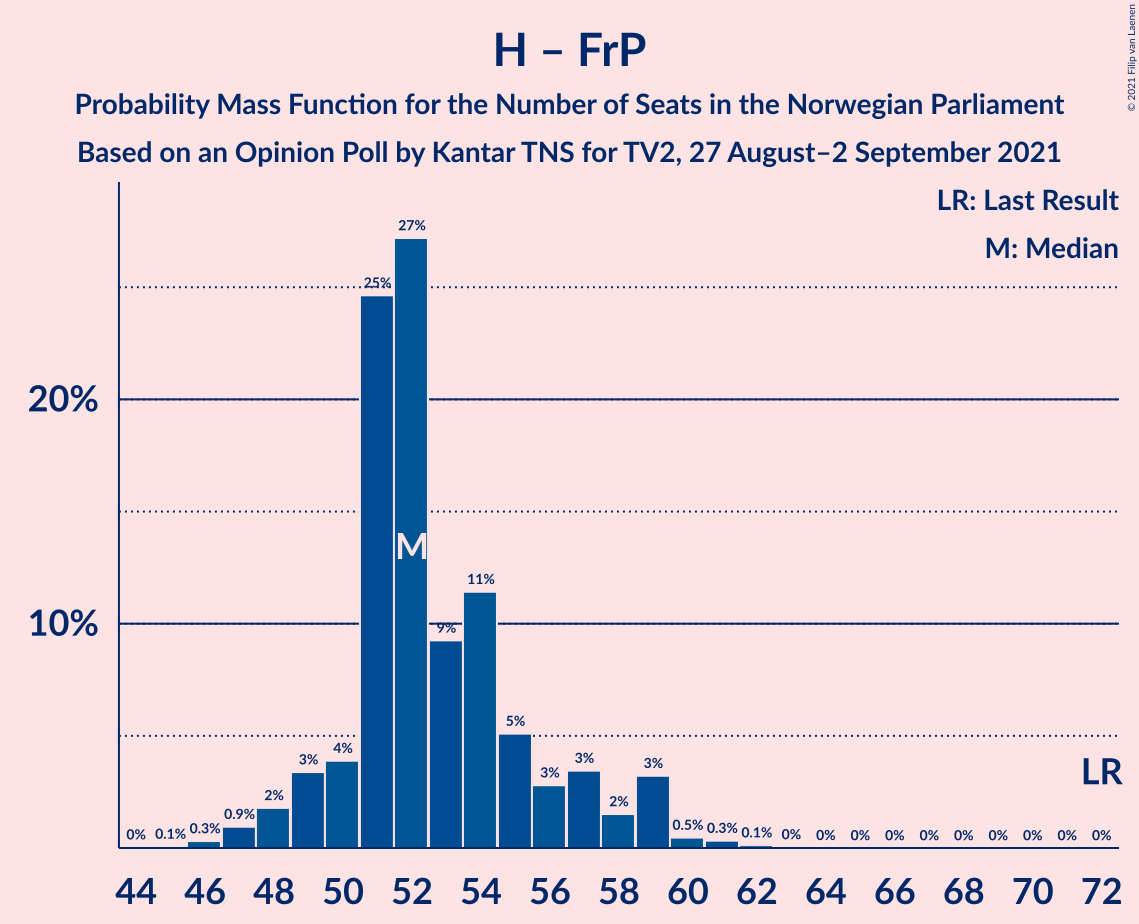 H – FrP
Probability Mass Function for the Number of Seats in the Norwegian Parliament
Based on an Opinion Poll by Kantar TNS for TV2, 27 August–2 September 2021
© 2021 Filip van Laenen
LR: Last Result
M: Median
20%
10%
0% 0.1% 0.3% 0.9% 2% 3% 4% 25% 27% 9% 11% 5% 3% 3% 2% 3% 0.5% 0.3% 0.1% 0% 0% 0% 0% 0% 0% 0% 0% 0% 0%
M
LR
44 46 48 50 52 54 56 58 60 62 64 66 68 70 72